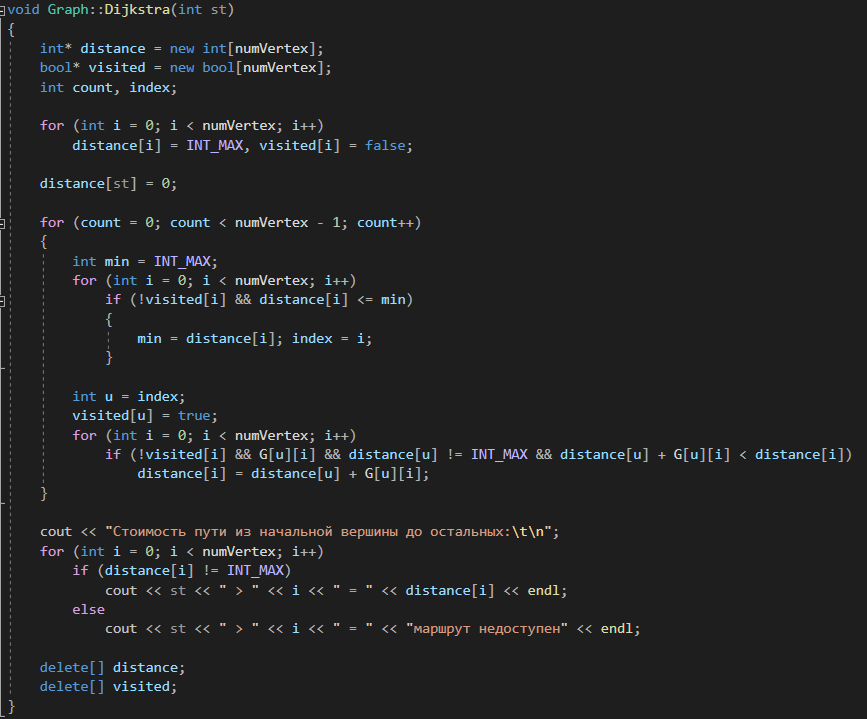 void Graph::Dijkstra(int st)
{
    int* distance = new int[numVertex];
    bool* visited = new bool[numVertex];
    int count, index;

    for (int i = 0; i < numVertex; i++)
        distance[i] = INT_MAX, visited[i] = false;

    distance[st] = 0;

    for (count = 0; count < numVertex - 1; count++)
    {
        int min = INT_MAX;
        for (int i = 0; i < numVertex; i++)
            if (!visited[i] && distance[i] <= min)
            {
                min = distance[i]; index = i;
            }

        int u = index;
        visited[u] = true;
        for (int i = 0; i < numVertex; i++)
            if (!visited[i] && G[u][i] && distance[u] != INT_MAX && distance[u] + G[u][i] < distance[i])
                distance[i] = distance[u] + G[u][i];
    }

    cout << "Стоимость пути из начальной вершины до остальных:\t\n";
    for (int i = 0; i < numVertex; i++)
        if (distance[i] != INT_MAX)
            cout << st << " > " << i << " = " << distance[i] << endl;
        else
            cout << st << " > " << i << " = " << "маршрут недоступен" << endl;

    delete[] distance;
    delete[] visited;
}